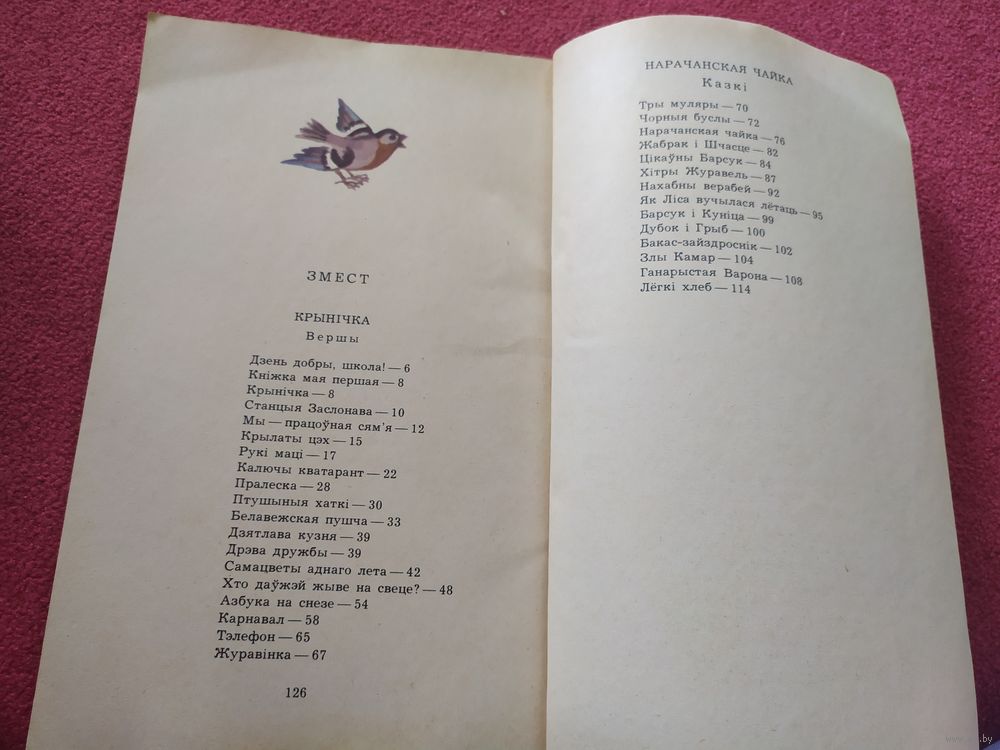 ЗМЕСТ
КРЫНІЧКА
Вершы
Дзень добры, школа! — 6
Кніжка мая першая — 8
Крынічка — 8
Станцыя Заслонава — 10
Мы — працоўная сям'я — 12
Крылаты цэх — 15
Рукі маці — 17
Калючы кватарант — 22
Пралеска — 28
Птушыныя хаткі — 30
Белавежская пушча — 33
Дзятлава кузня — 39
Дрэва дружбы — 39
Самацветы аднаго лета — 42
Хто даўжэй жыве на свеце? — 48
Азбука на снезе — 54
Карнавал — 58
Тэлефон — 65
Журавінка — 67
126
НАРАЧАНСКАЯ ЧАЙКА
Казкі
Тры муляры — 70
Чорныя буслы — 72
Нарачанская чайка — 76
Жабрак і Шчасце — 82
Цікаўны Барсук — 84
Хітры Журавель — 87
Нахабны верабей — 92
Як Ліса вучылася лётаць — 95
Барсук і Куніца — 99
Дубок і Грыб — 100
Бакас-зайздроснік — 102
Злы Камар — 104
Ганарыстая Варона — 108
Лёгкі хлеб — 114